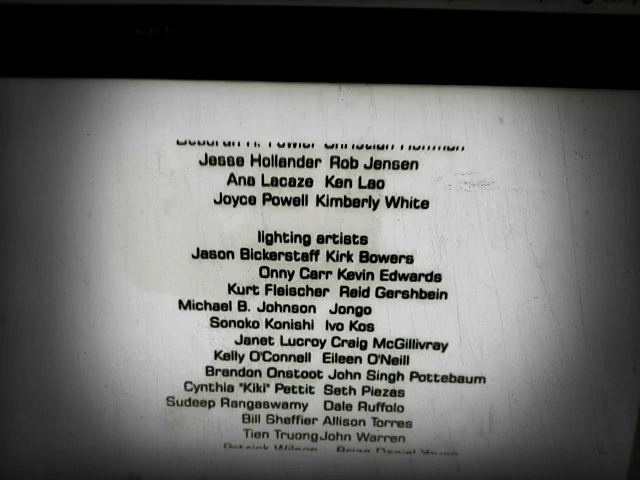 Jesse Hollander Rob Jensen
Ana Lacaze Ken Lao
Joyce Powell Kimberly White
lighting artists
Jason Bickerstaff Kirk Bowers
Onny Carr Kevin Edwards
Kurt Fleischer Reid Gershbein
Michael B. Johnson Jongo
Sonoko Konishi Ivo Kos
Janet Lucroy Craig McGillivray
Kelly O'Connell Eileen O'Neill
Brandon Onstoot John Singh Pottebaum
Cynthia "Kiki" Pettit Seth Piezas
Sudeep Rangaswamy Dale Ruffolo
Bill Sheffier Allison Torres
Tien Truong John Warren